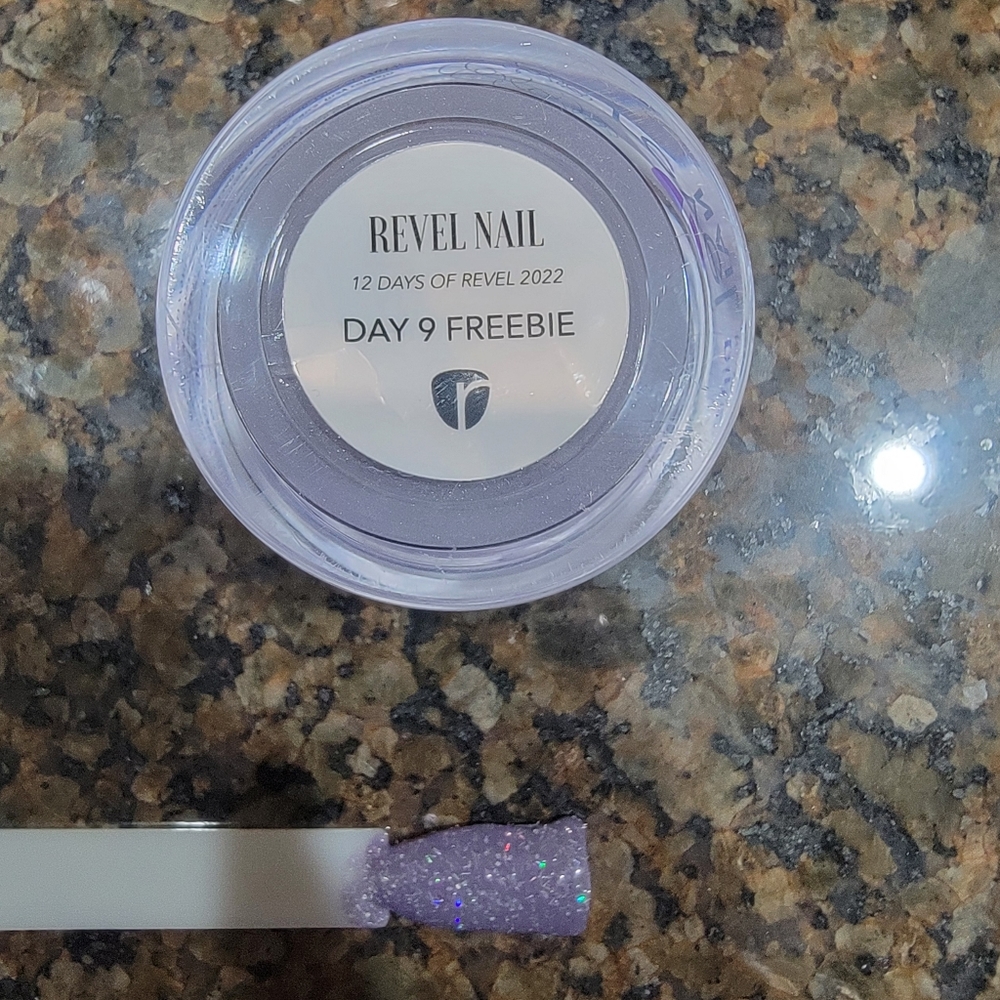 REVEL NAIL
12 DAYS OF REVEL 2022
DAY 9 FREEBIE
r